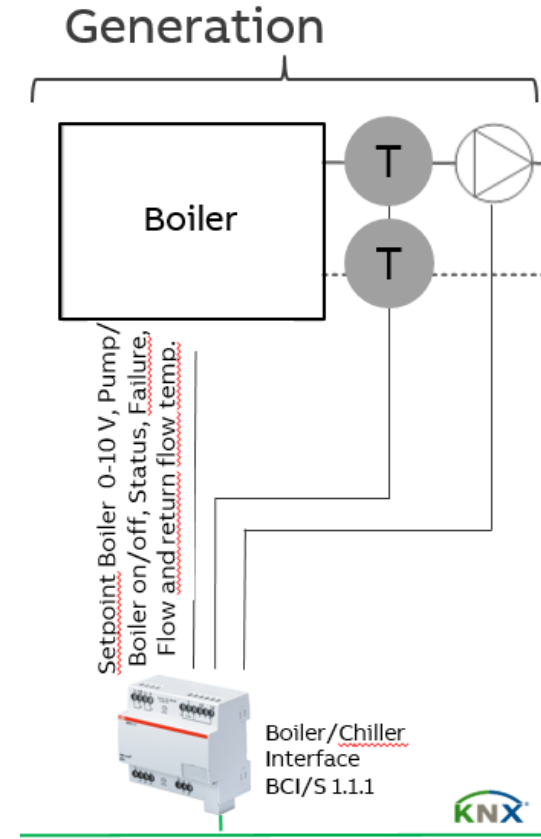 Generation
Boiler
T
T
Setpoint Boiler 0-10 V, Pump/
Boiler on/off, Status, Failure,
Flow and return flow temp.
Boiler/Chiller
Interface
BCI/S 1.1.1
KNX